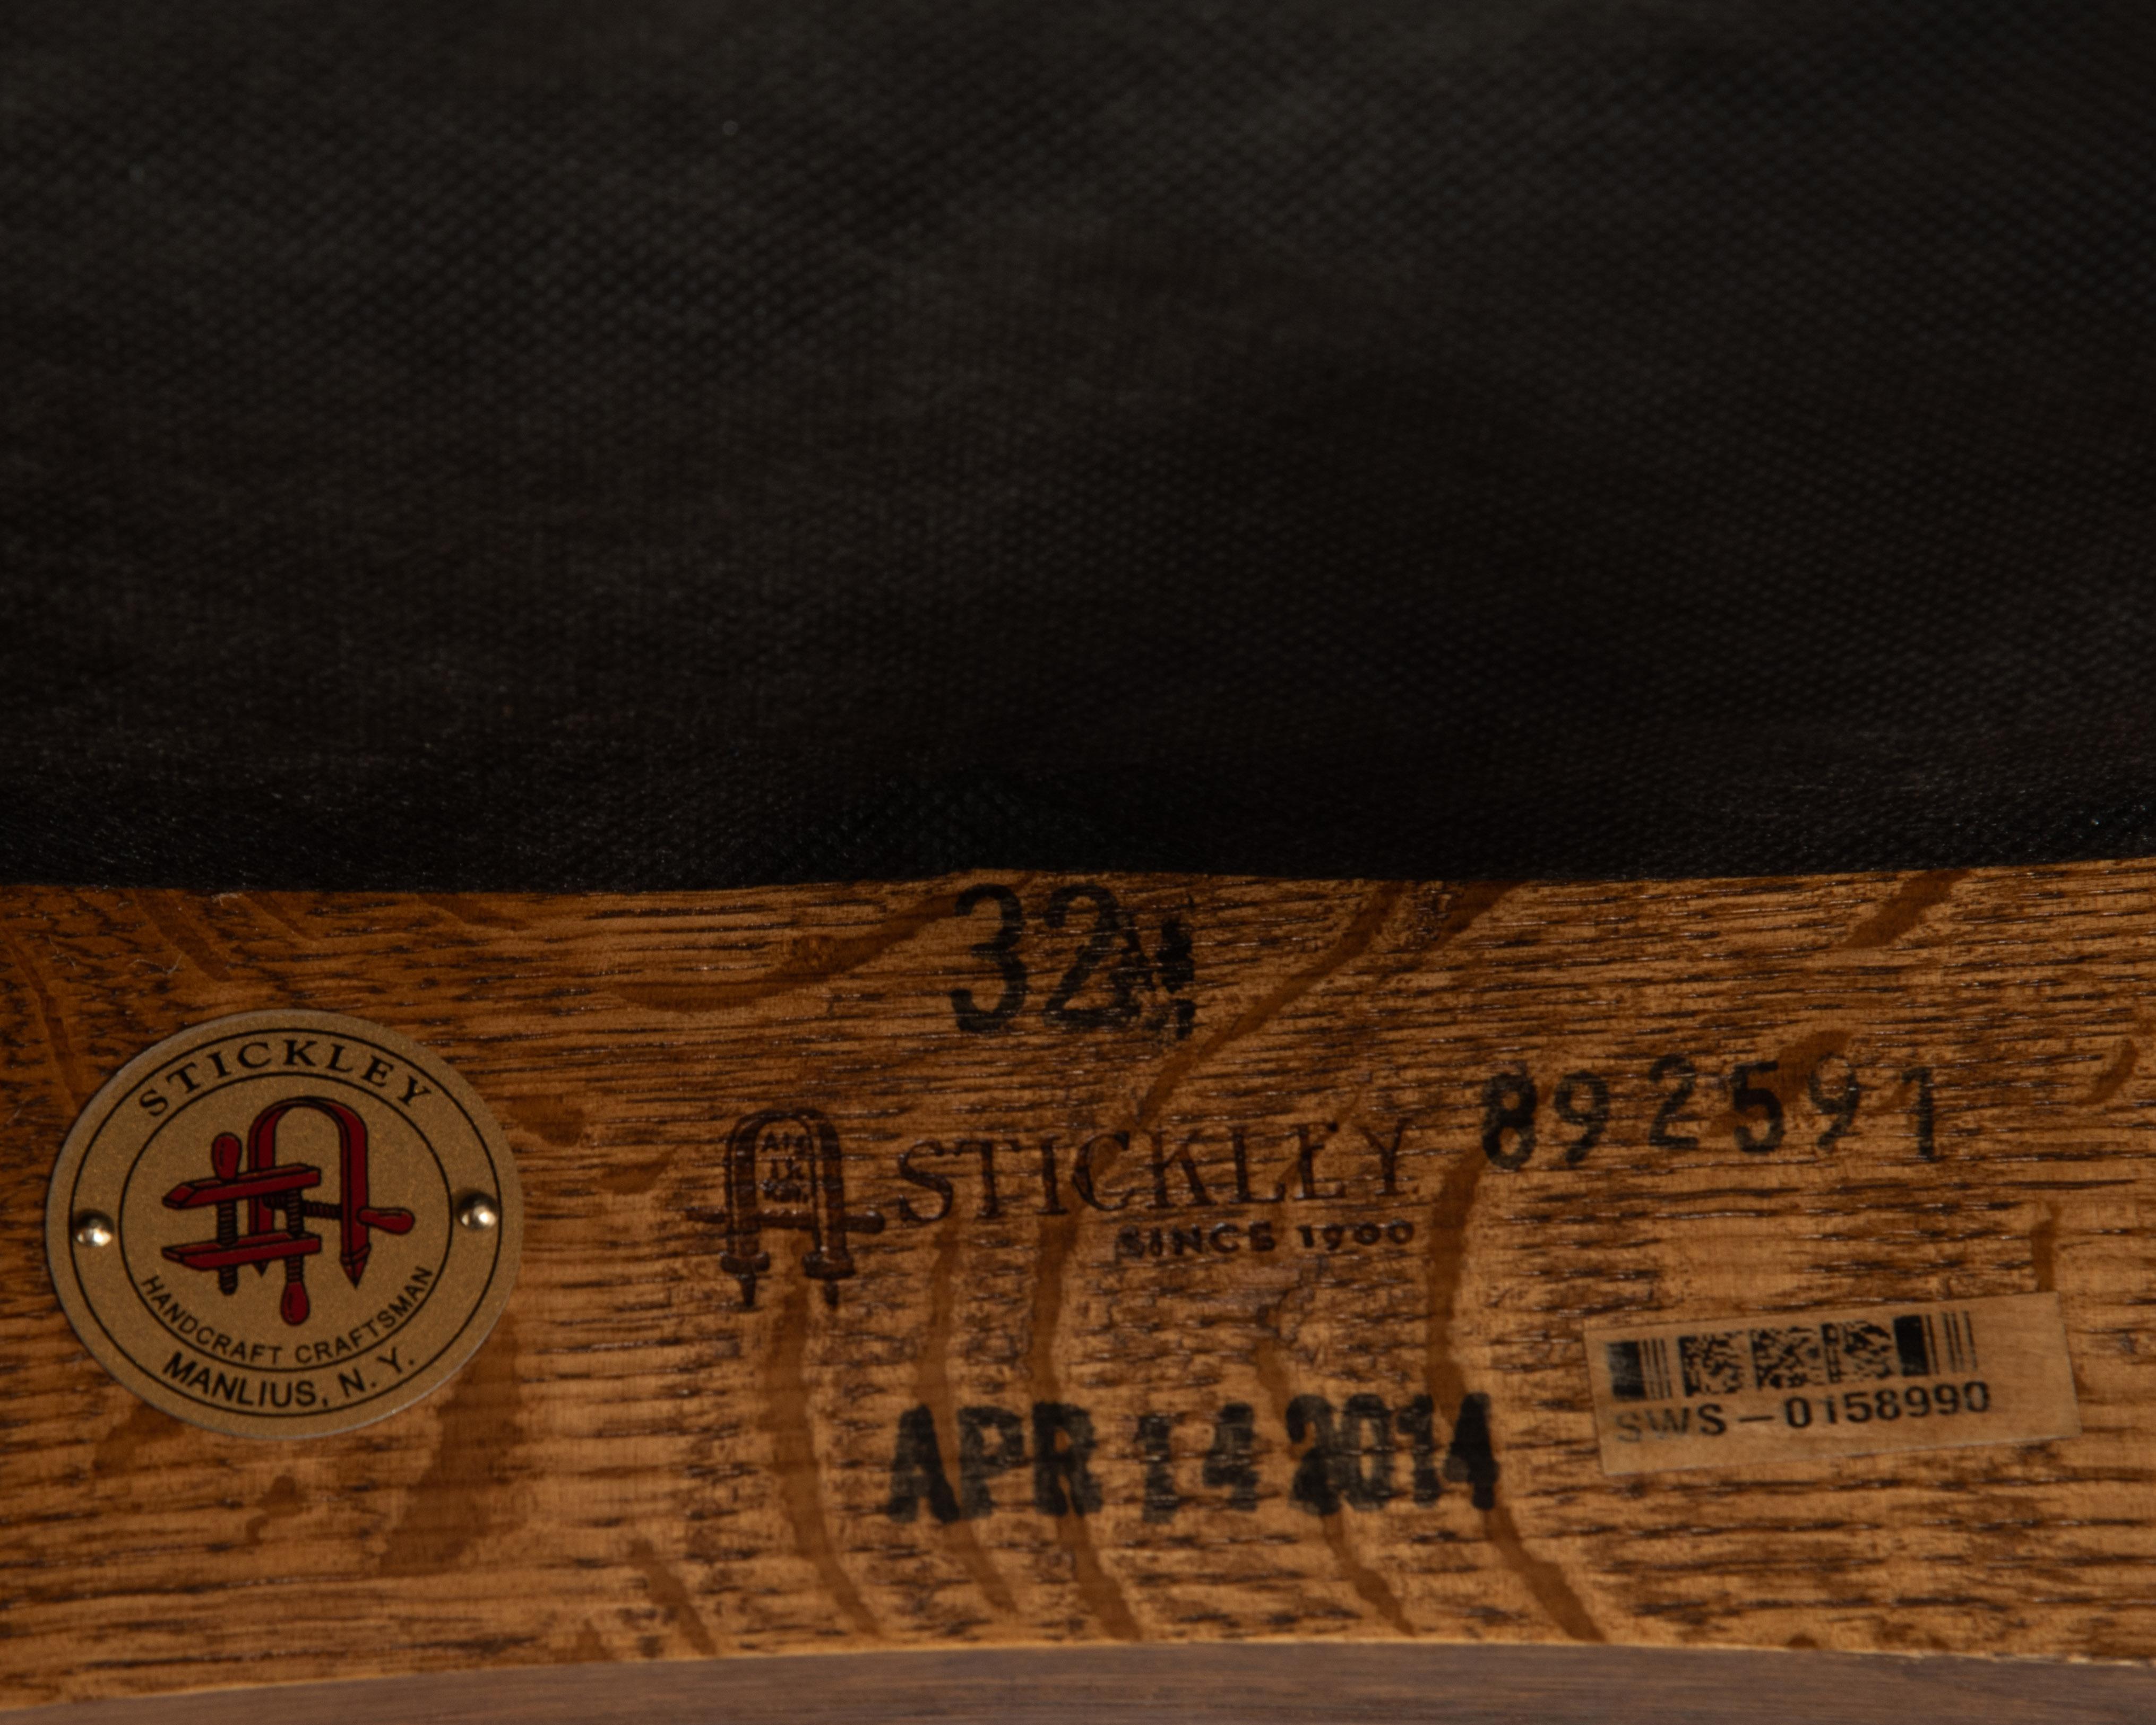 32
STICKLEY
HANDCRAFT CRAFTSMAN
MANLIUS, N. Y.
STICKLEY
SINCE 1900
892591
APR 14 2014
SWS-0158990